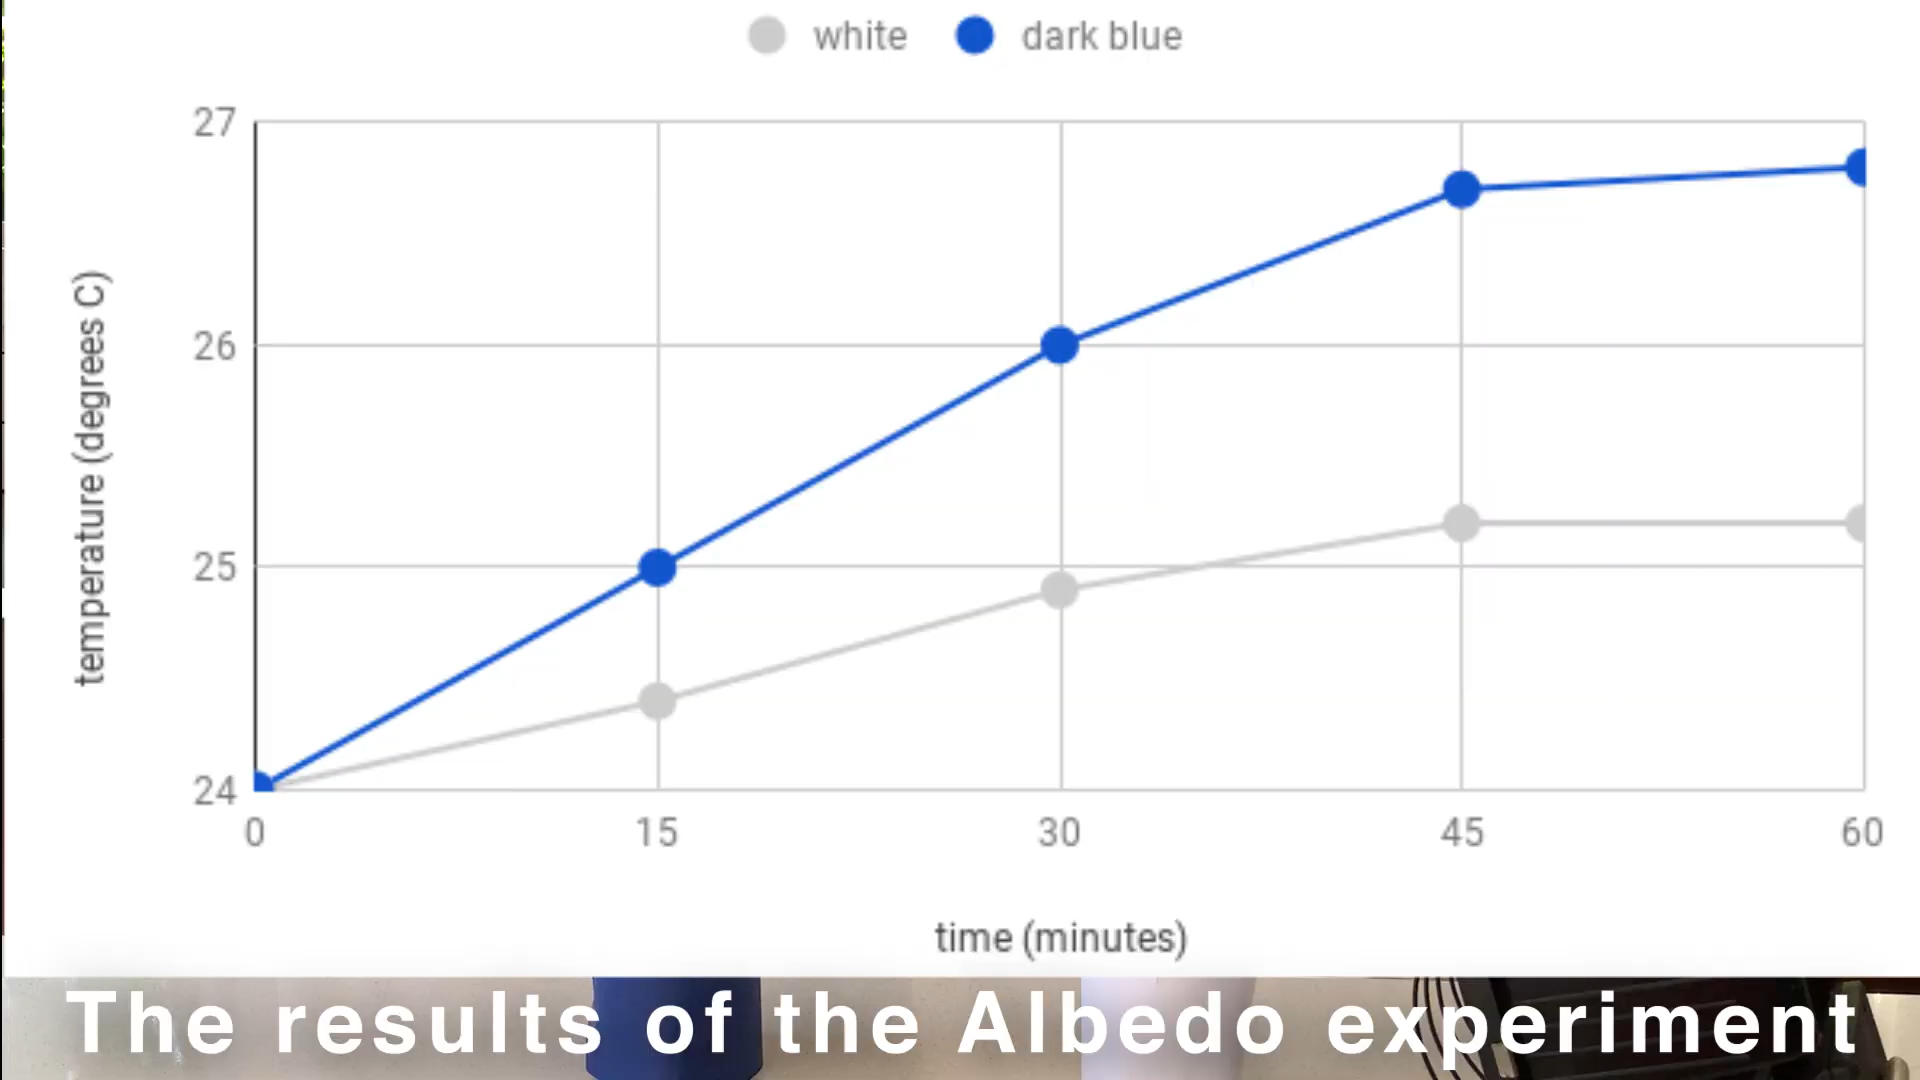 white dark blue
27
26
25
24
temperature (degrees C)
0 15 30 45 60
time (minutes)
The results of the Albedo experiment